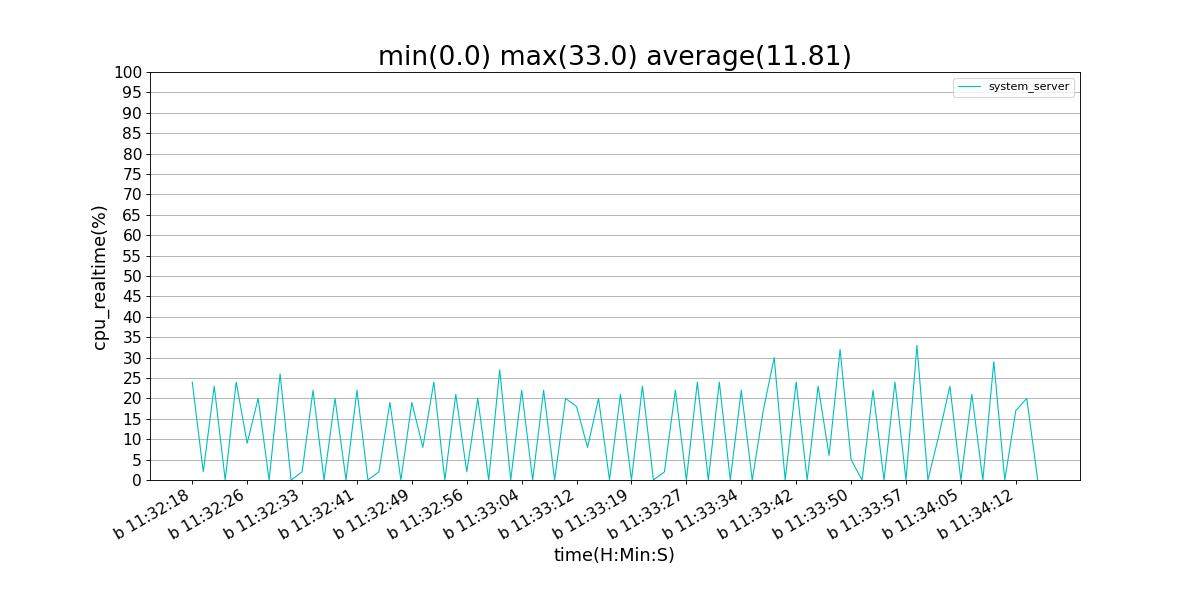 min(0.0) max(33.0) average(11.81)
100
95
90
85
80
75
70
65
60
55
50
45
40
35
30
25
20
15
10
5
0
cpu_realtime(%)
system_server
b 11:32:18
b 11:32:26
b 11:32:33
b 11:32:41
b 11:32:49
b 11:32:56
b 11:33:04
b 11:33:12
b 11:33:19
b 11:33:27
b 11:33:34
b 11:33:42
b 11:33:50
b 11:33:57
b 11:34:05
b 11:34:12
time(H:Min:S)